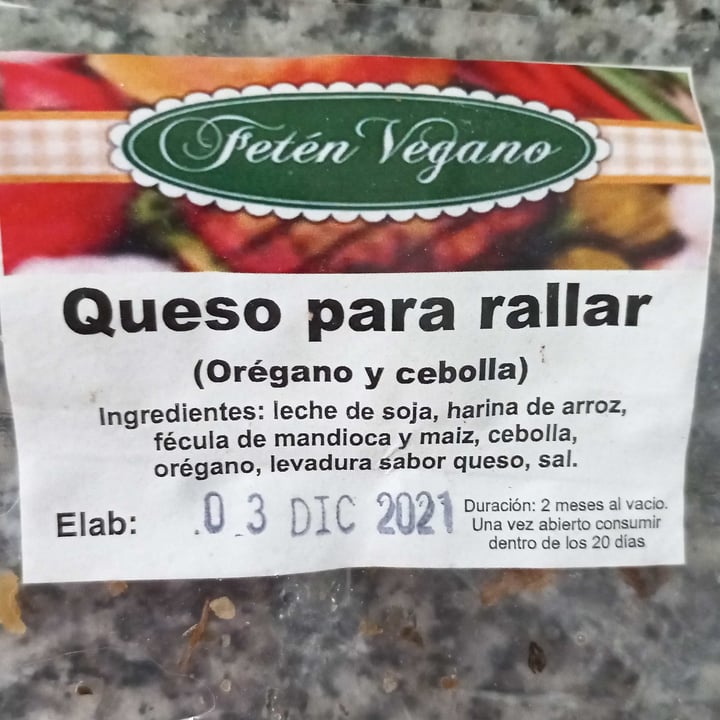 Fetén Vegano
Queso para rallar
(Orégano y cebolla)
Ingredientes: leche de soja, harina de arroz,
fécula de mandioca y maiz, cebolla,
orégano, levadura sabor queso, sal.
Elab: .03 DIC 2021
Duración: 2 meses al vacio.
Una vez abierto consumir
dentro de los 20 días